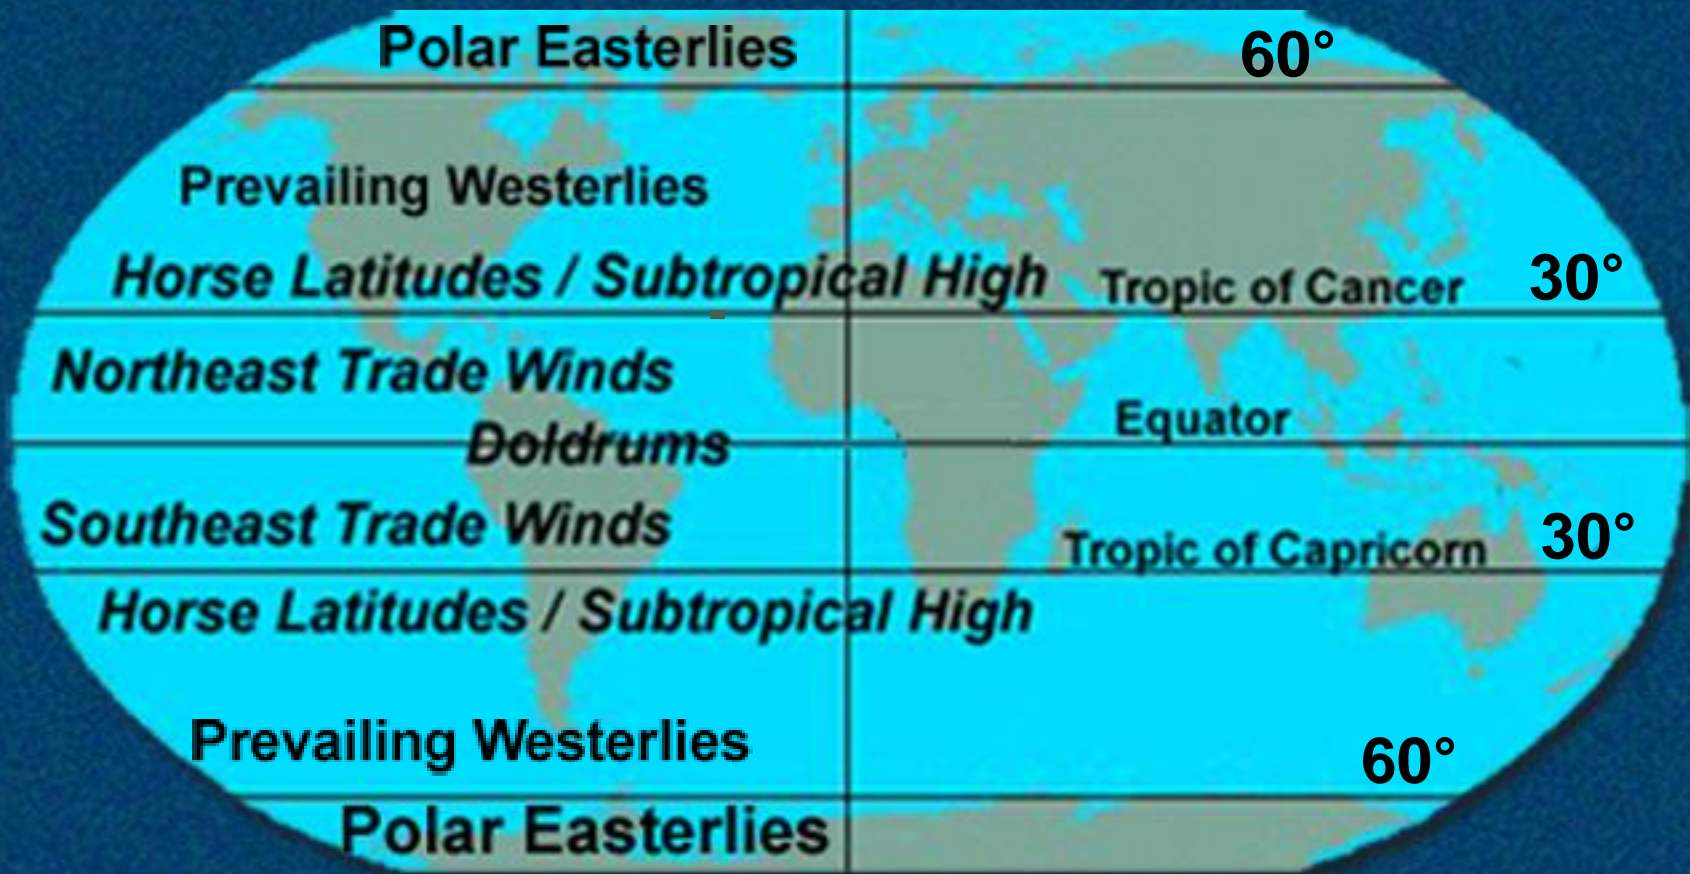 Polar Easterlies 60°
Prevailing Westerlies
Horse Latitudes / Subtropical High Tropic of Cancer 30°
Northeast Trade Winds
Equator
Doldrums
Southeast Trade Winds
Tropic of Capricorn 30°
Horse Latitudes / Subtropical High
Prevailing Westerlies
60°
Polar Easterlies